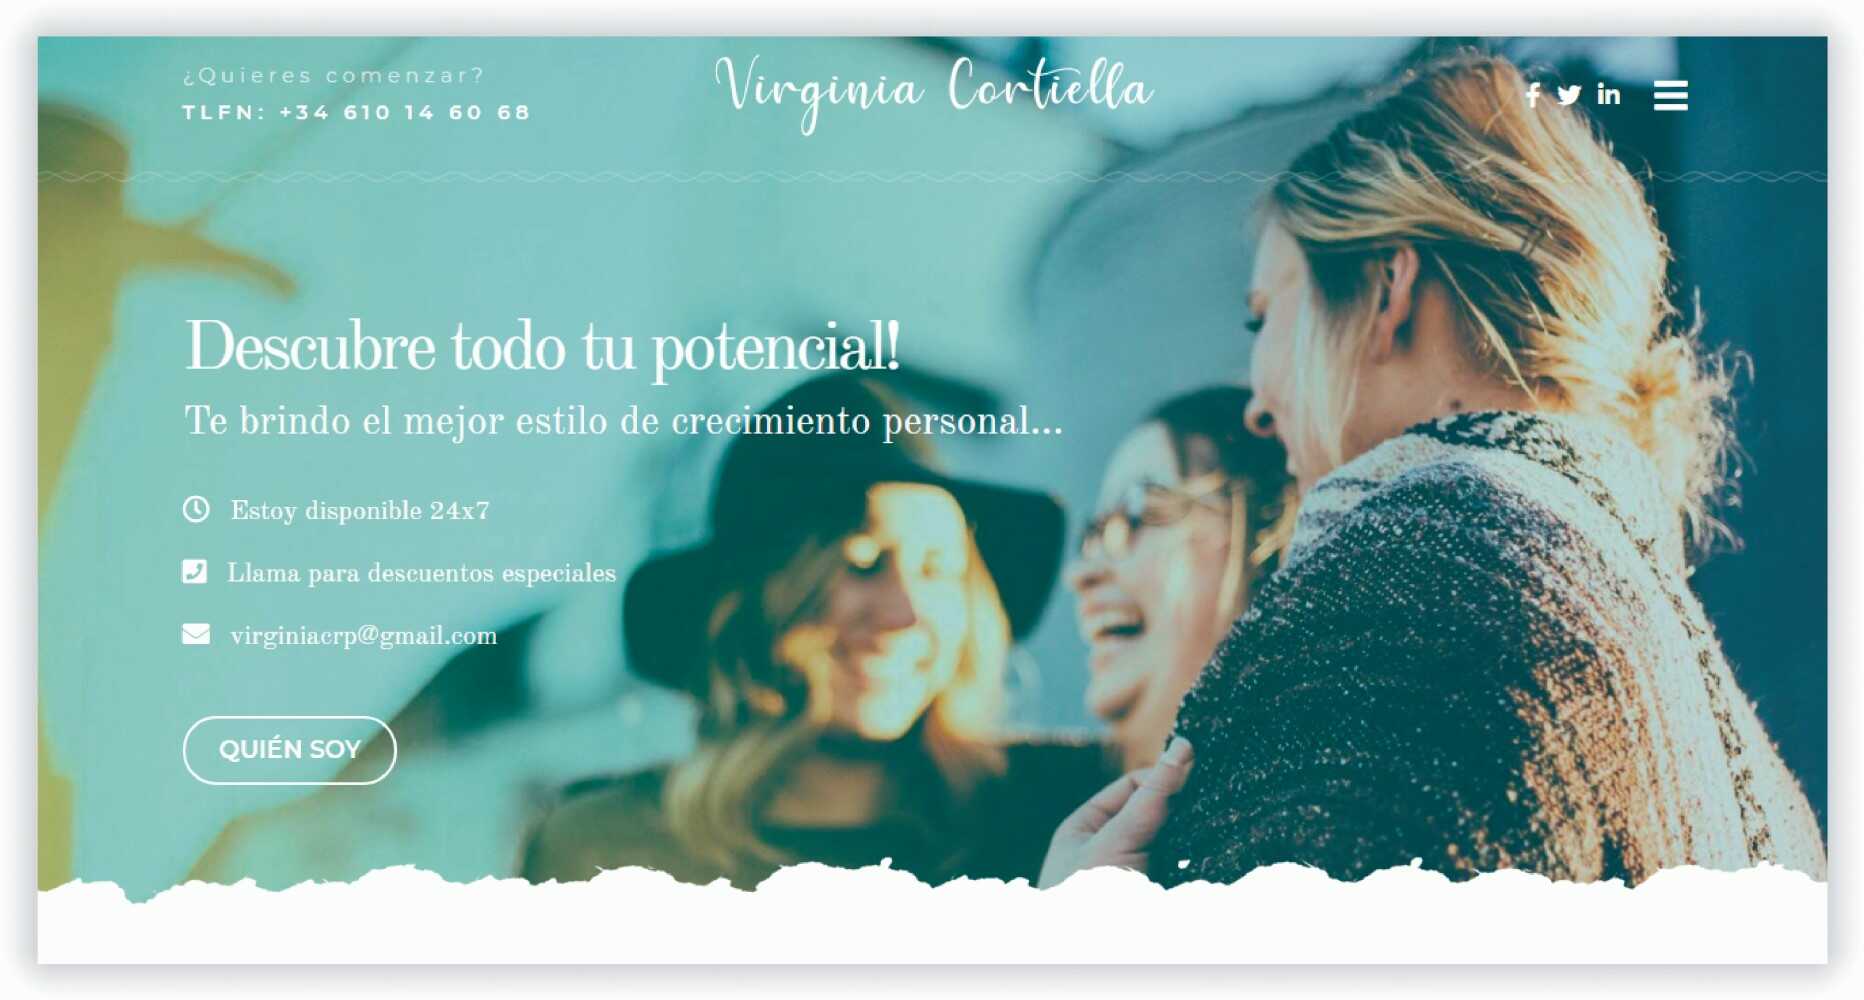 ¿Quieres comenzar?
TLFN: +34 610 14 60 68
Virginia Cortiella
Descubre todo tu potencial!
Te brindo el mejor estilo de crecimiento personal...
Estoy disponible 24x7
Llama para descuentos especiales
virginiacrp@gmail.com
QUIÉN SOY